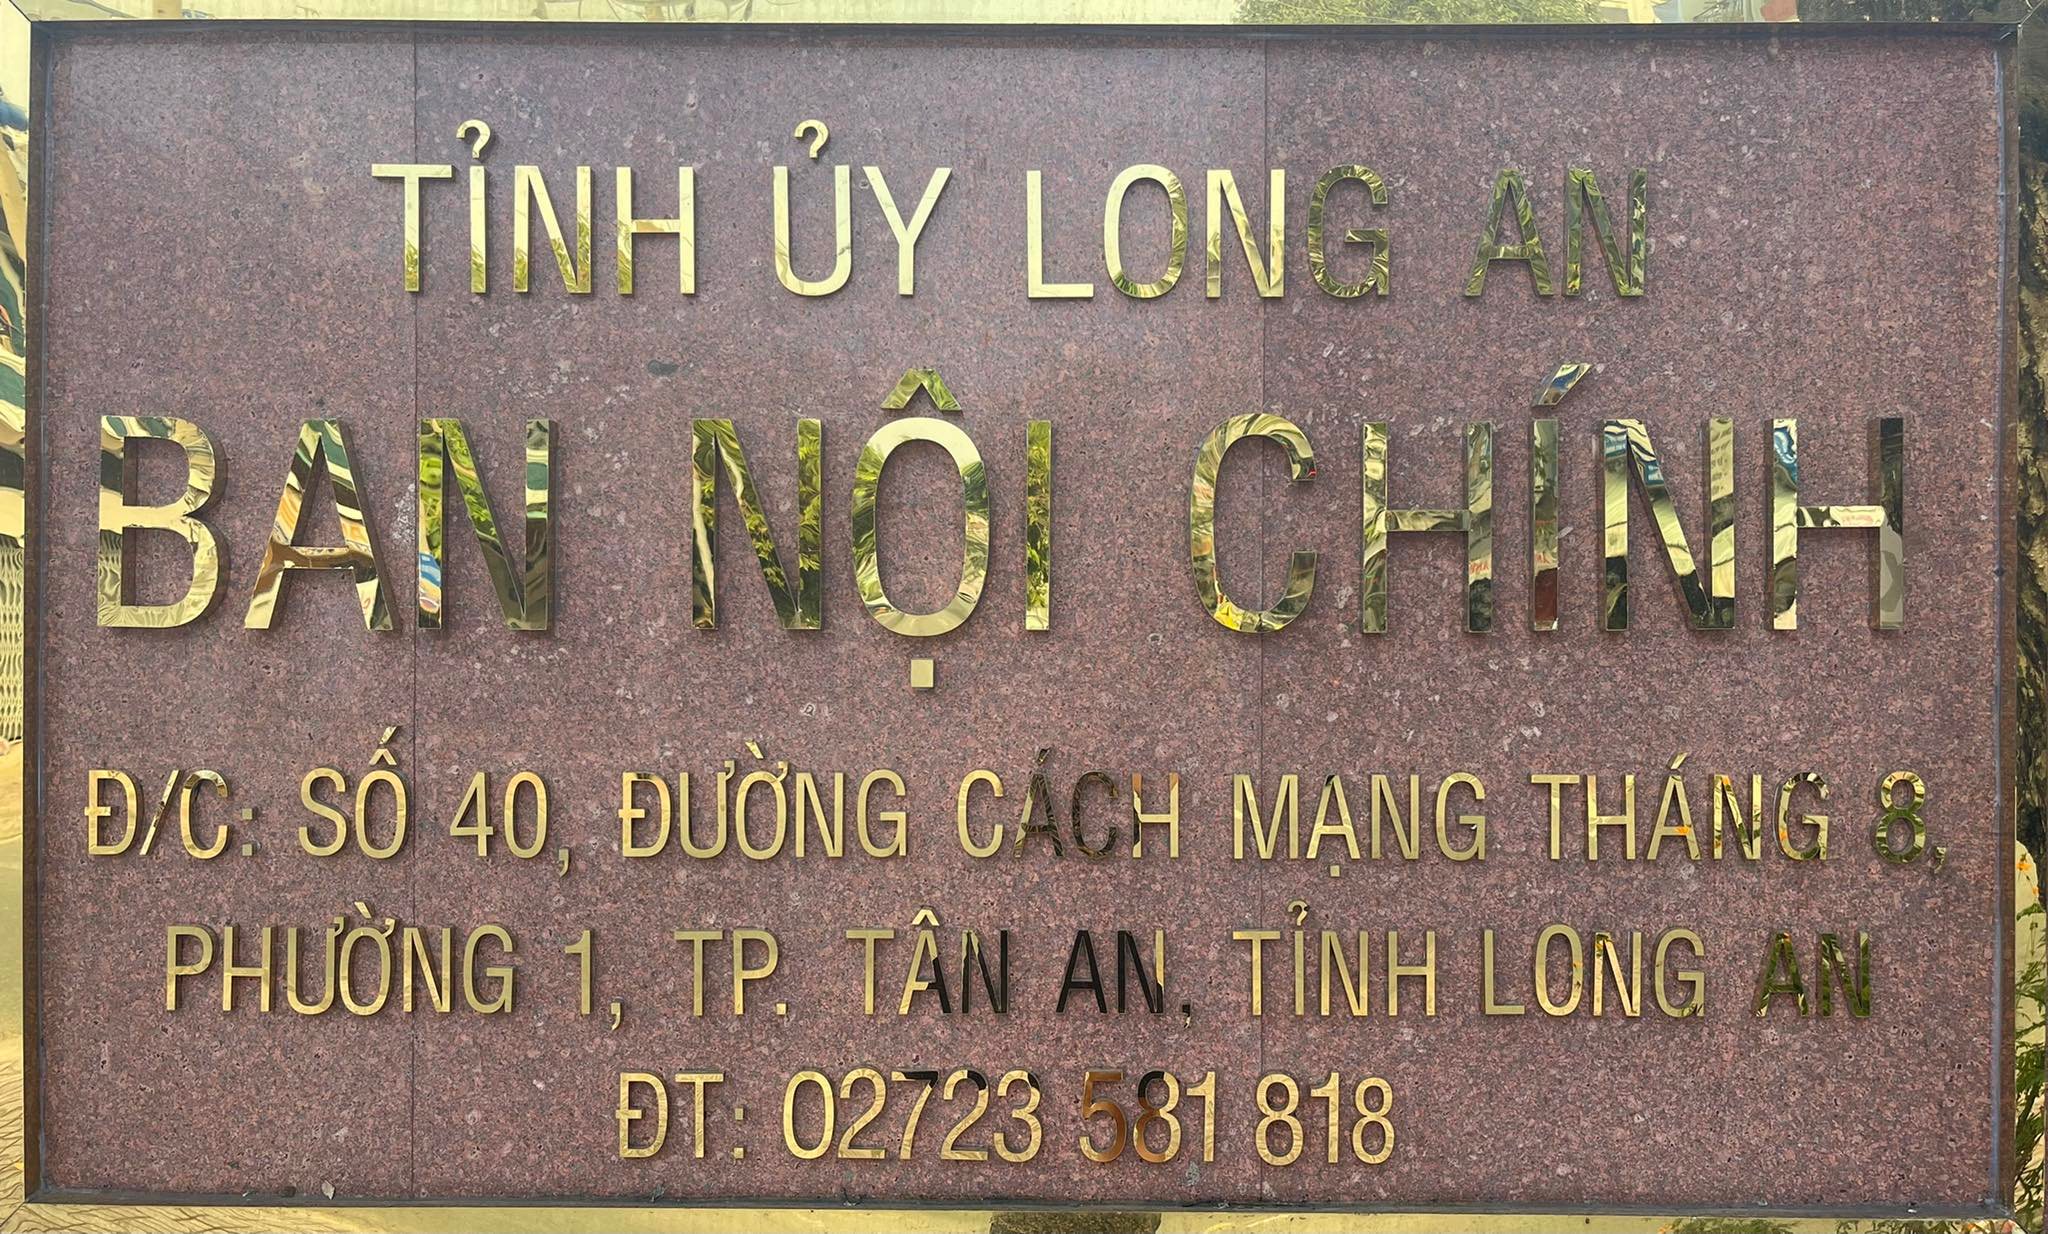 TỈNH ỦY LONG AN
BAN NỘI CHÍNH
Đ/C: SỐ 40, ĐƯỜNG CÁCH MẠNG THÁNG 8,
PHƯỜNG 1, TP. TÂN AN, TỈNH LONG AN
ĐT: 02723 581 818